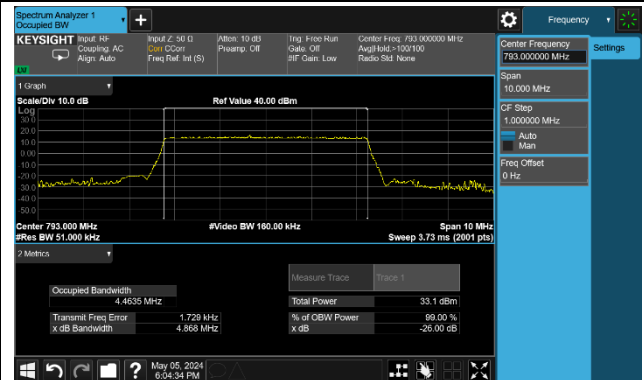 Spectrum Analyzer 1
Occupied BW
Frequency
KEYSIGHT
Input: RF
Coupling: AC
Align: Auto
Input Z: 50 Ω
Corr CCorr
Freq Ref: Int (S)
Atten: 10 dB
Preamp: Off
Trig: Free Run
Gate: Off
#IF Gain: Low
Center Freq: 793.000000 MHz
Avg|Hold:>100/100
Radio Std: None
Center Frequency
793.000000 MHz
Settings
Span
10.000 MHz
CF Step
1.000000 MHz
Auto
Man
Freq Offset
0 Hz
1 Graph
Scale/Div 10.0 dB
Ref Value 40.00 dBm
Log
30.0
20.0
10.0
0.00
-10.0
-20.0
-30.0
-40.0
-50.0
Center 793.000 MHz
#Video BW 160.00 kHz
Span 10 MHz
#Res BW 51.000 kHz
Sweep 3.73 ms (2001 pts)
2 Metrics
Measure Trace
Trace 1
Occupied Bandwidth
4.4635 MHz
Total Power
33.1 dBm
Transmit Freq Error
1.729 kHz
% of OBW Power
99.00 %
x dB Bandwidth
4.868 MHz
x dB
-26.00 dB
May 05, 2024
6:04:34 PM